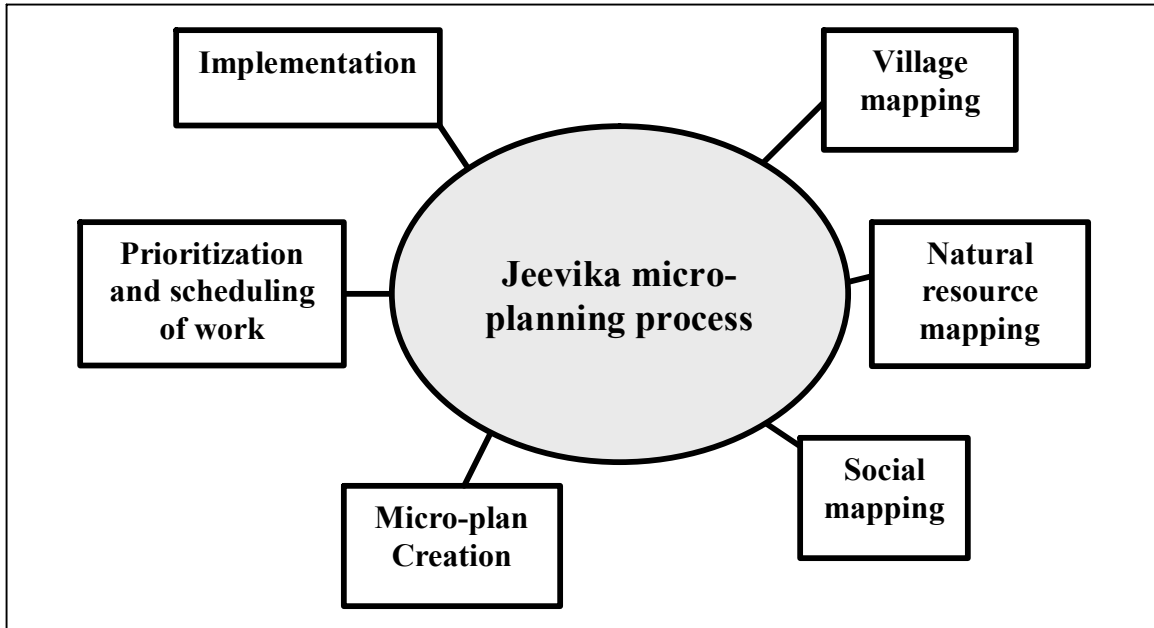 Implementation
Village
mapping
Jeevika micro-
planning process
Natural
resource
mapping
Prioritization
and scheduling
of work
Social
mapping
Micro-plan
Creation